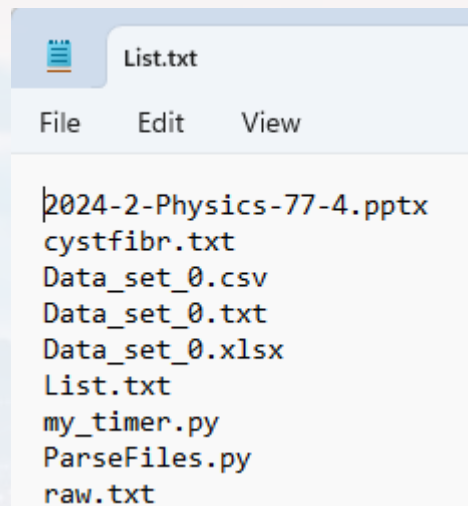 List.txt
File Edit View
2024-2-Physics-77-4.pptx
cystfibr.txt
Data_set_0.csv
Data_set_0.txt
Data_set_0.xlsx
List.txt
my_timer.py
ParseFiles.py
raw.txt